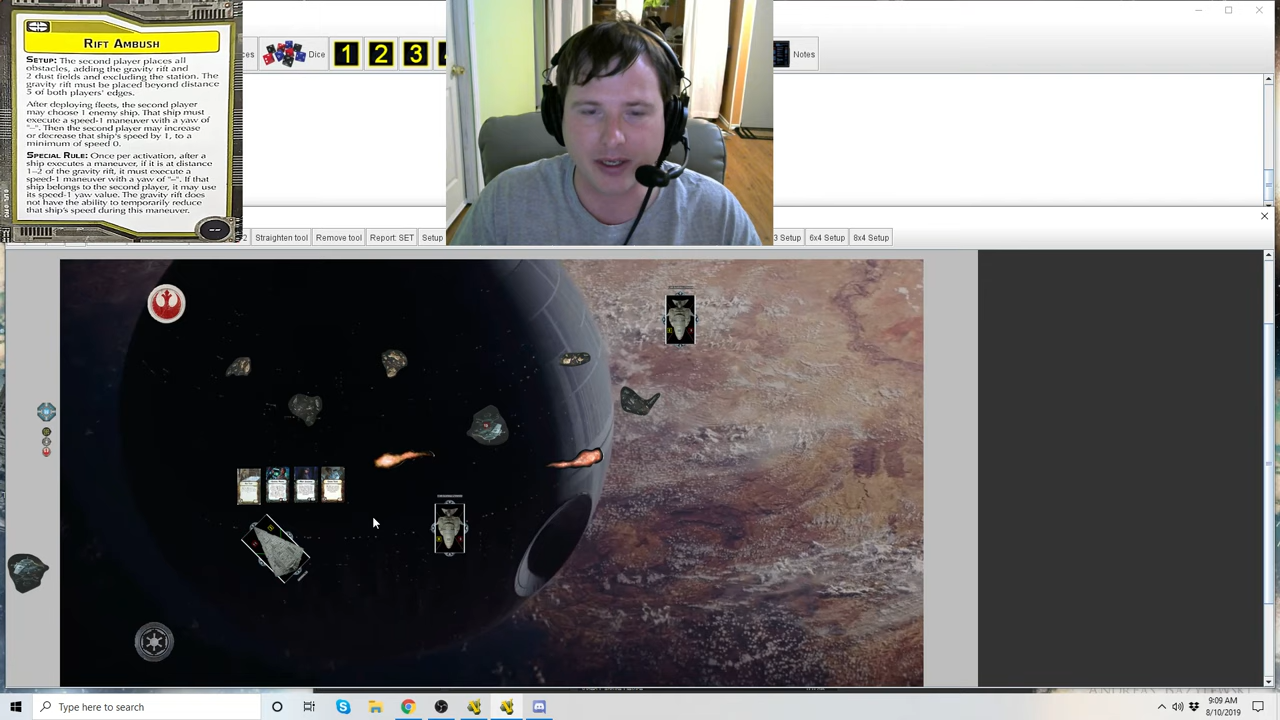 RIFT AMBUSH
SETUP: The second player places all
obstacles, adding the gravity rift and
2 dust fields and excluding the station. The
gravity rift must be placed beyond distance
5 of both players' edges.
After deploying fleets, the second player
may choose 1 enemy ship. That ship must
execute a speed-1 maneuver with a yaw of
"–". Then the second player may increase
or decrease that ship's speed by 1, to a
minimum of speed 0.
SPECIAL RULE: Once per activation, after a
ship executes a maneuver, if it is at distance
1–2 of the gravity rift, it must execute a
speed-1 maneuver with a yaw of "–". If that
ship belongs to the second player, it may use
its speed-1 yaw value. The gravity rift does
not have the ability to temporarily reduce
that ship's speed during this maneuver.
--
Dice
1
2
3
Notes
2
Straighten tool
Remove tool
Report: SET
Setup
3 Setup
6x4 Setup
8x4 Setup
Type here to search
9:09 AM
8/10/2019